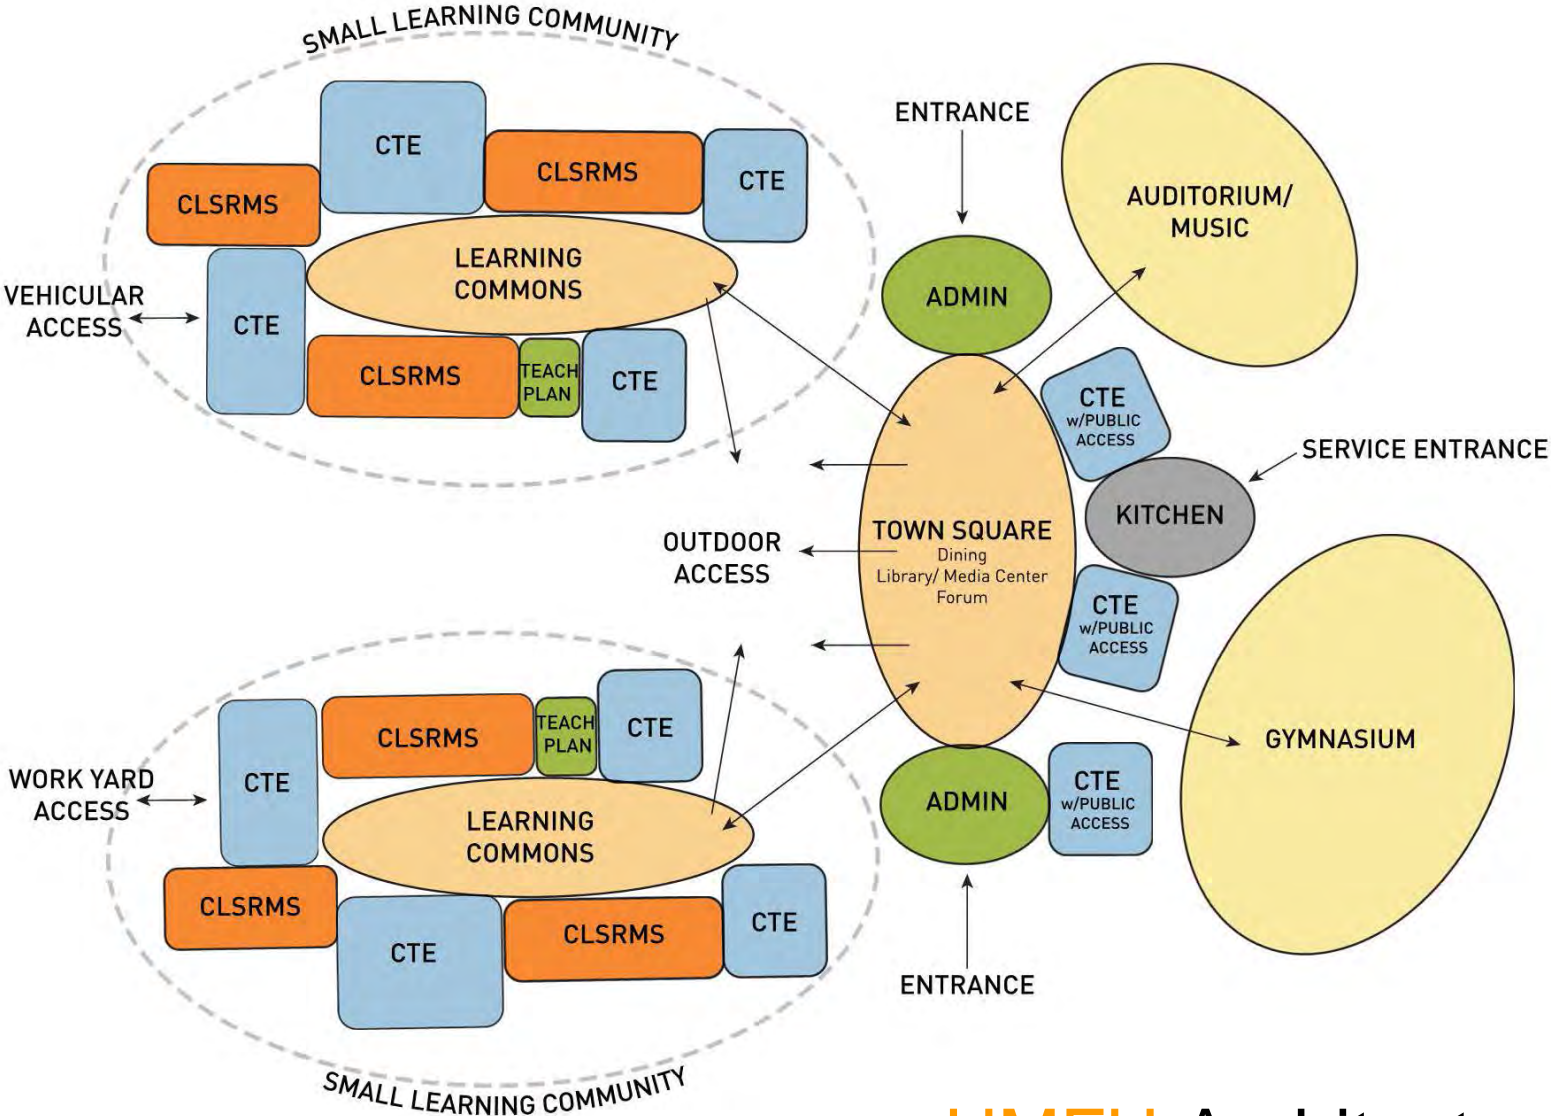 SMALL LEARNING COMMUNITY
CTE
CLSRMS
CTE
CLSRMS
LEARNING
COMMONS
VEHICULAR
ACCESS
CTE
CLSRMS
TEACH
PLAN
CTE
ENTRANCE
ADMIN
AUDITORIUM/
MUSIC
CTE
w/PUBLIC
ACCESS
SERVICE ENTRANCE
KITCHEN
TOWN SQUARE
Dining
Library/ Media Center
Forum
OUTDOOR
ACCESS
CTE
w/PUBLIC
ACCESS
GYMNASIUM
ADMIN
CTE
w/PUBLIC
ACCESS
ENTRANCE
CLSRMS
TEACH
PLAN
CTE
CTE
WORK YARD
ACCESS
LEARNING
COMMONS
CLSRMS
CTE
CLSRMS
CTE
SMALL LEARNING COMMUNITY